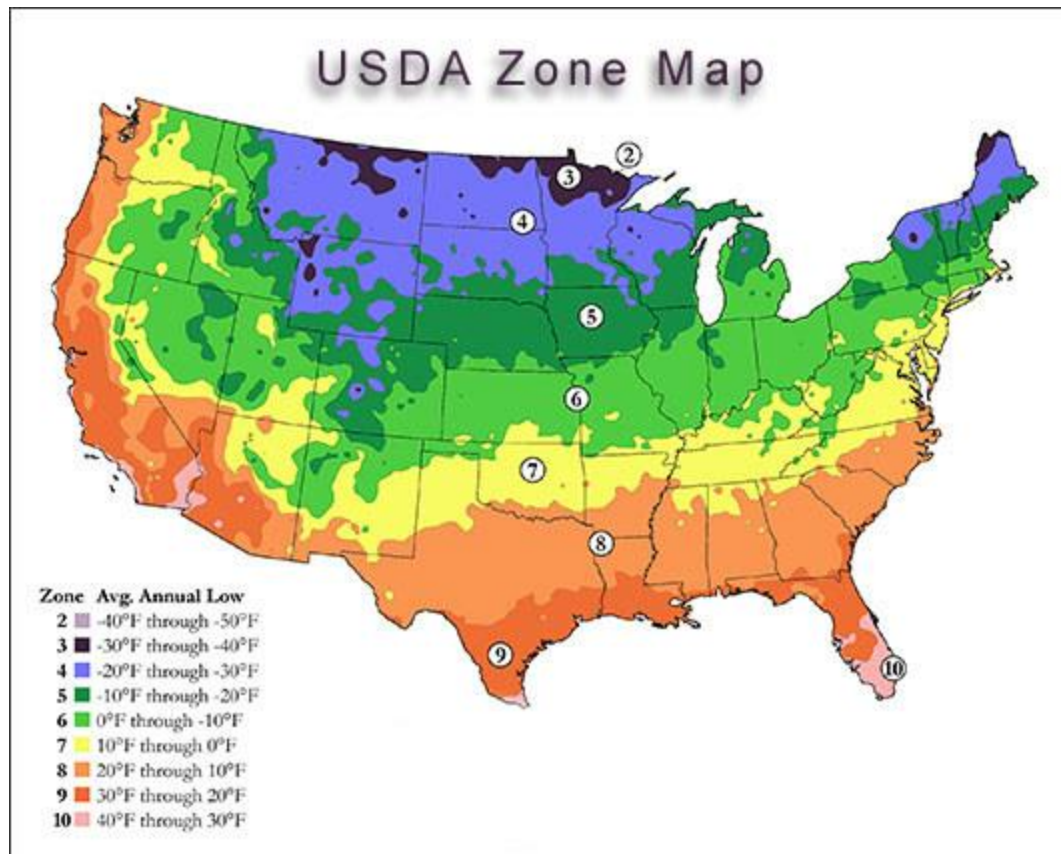 USDA Zone Map
2
3
4
5
6
7
8
9
10
Zone Avg. Annual Low
2 -40°F through -50°F
3 -30°F through -40°F
4 -20°F through -30°F
5 -10°F through -20°F
6 0°F through -10°F
7 10°F through 0°F
8 20°F through 10°F
9 30°F through 20°F
10 40°F through 30°F